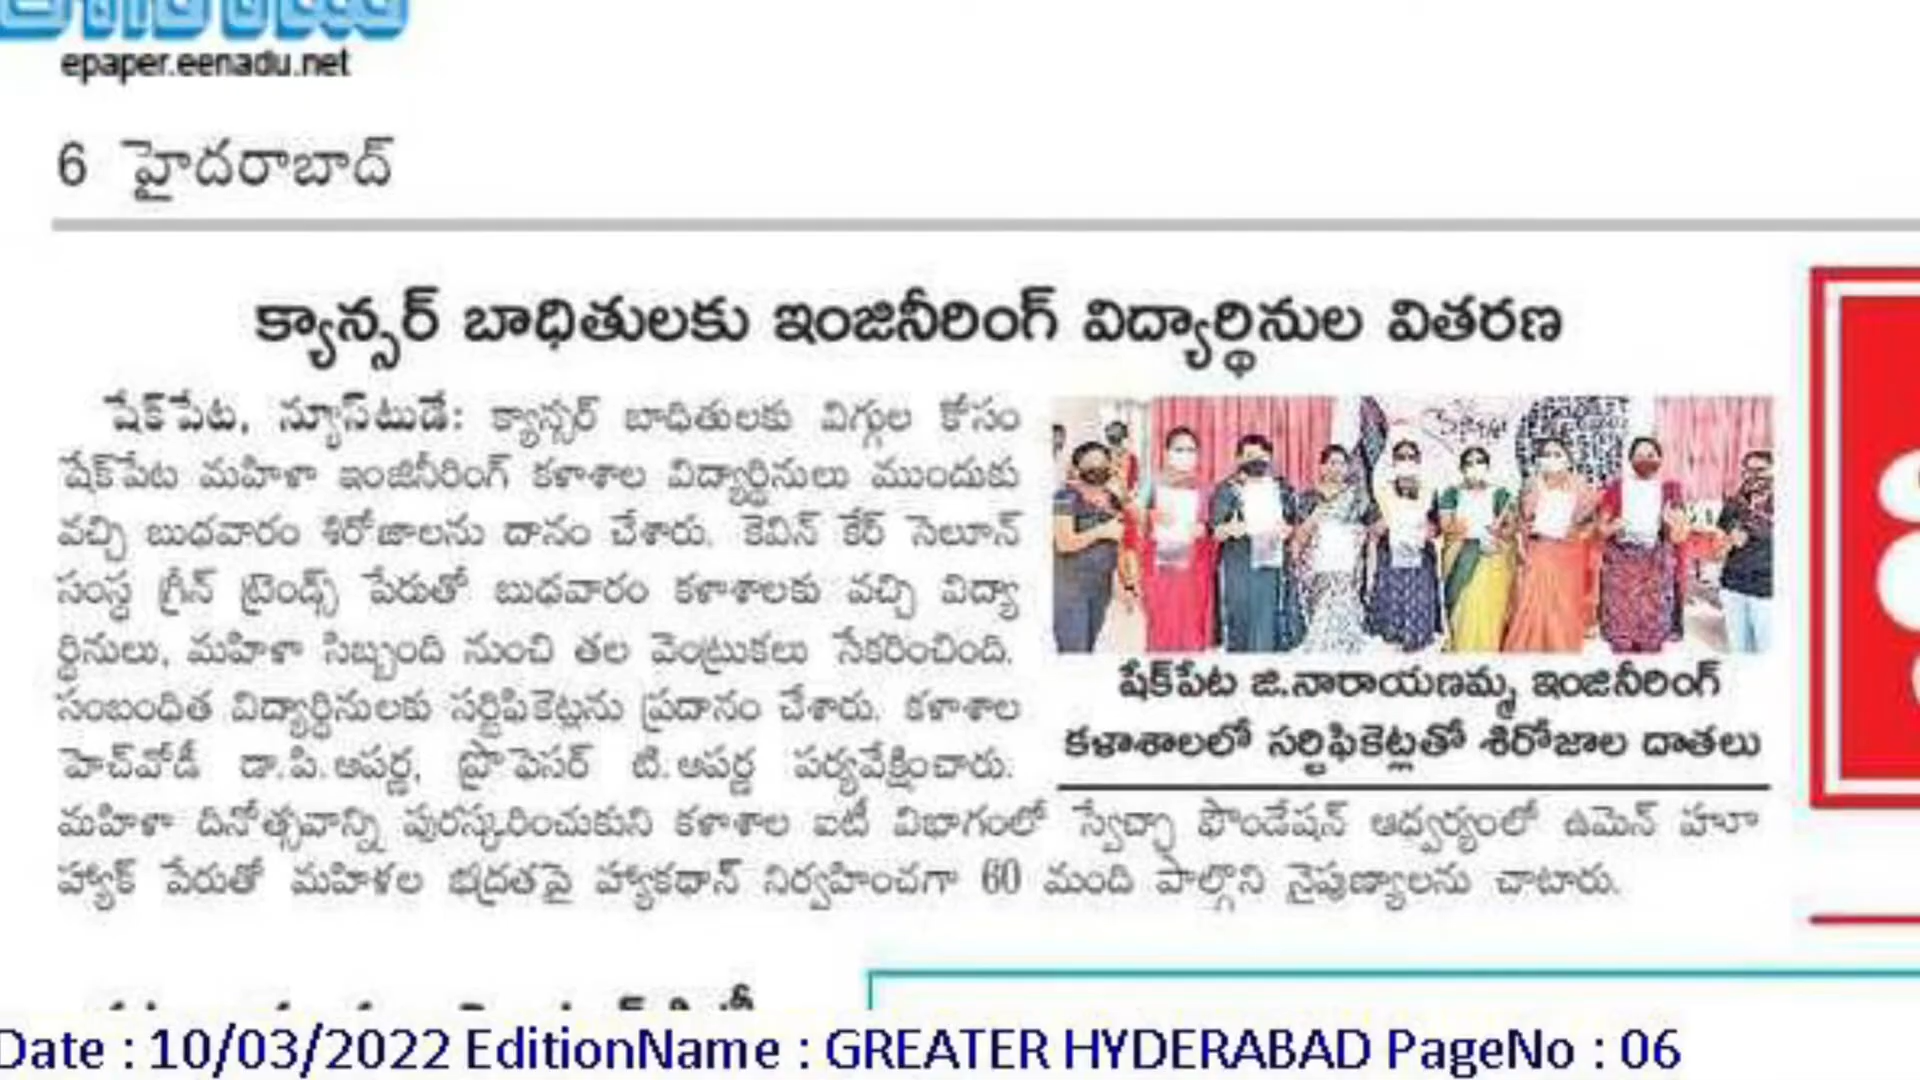 epaper.eenadu.net
6 హైదరాబాద్
క్యాన్సర్ బాధితులకు ఇంజినీరింగ్ విద్యార్థినుల వితరణ
షేక్‌పేట, న్యూస్‌టుడే: క్యాన్సర్ బాధితులకు విగ్గుల కోసం
షేక్‌పేట మహిళా ఇంజినీరింగ్ కళాశాల విద్యార్థినులు ముందుకు
వచ్చి బుధవారం శిరోజాలను దానం చేశారు. కెవిన్ కేర్ సెలూన్
సంస్థ గ్రీన్ ట్రెండ్స్ పేరుతో బుధవారం కళాశాలకు వచ్చి విద్యా
ర్థినులు, మహిళా సిబ్బంది నుంచి తల వెంట్రుకలు సేకరించింది.
సంబంధిత విద్యార్థినులకు సర్టిఫికెట్లను ప్రదానం చేశారు. కళాశాల
హెచ్‌వోడీ డా.పి.అపర్ణ, ప్రొఫెసర్ టి.అపర్ణ పర్యవేక్షించారు.
మహిళా దినోత్సవాన్ని పురస్కరించుకుని కళాశాల ఐటీ విభాగంలో స్వేచ్ఛా ఫౌండేషన్ ఆధ్వర్యంలో ఉమెన్ హూ
హ్యాక్ పేరుతో మహిళల భద్రతపై హ్యాకథాన్ నిర్వహించగా 60 మంది పాల్గొని నైపుణ్యాలను చాటారు.
షేక్‌పేట జి.నారాయణమ్మ ఇంజినీరింగ్
కళాశాలలో సర్టిఫికెట్లతో శిరోజాల దాతలు
Date : 10/03/2022 EditionName : GREATER HYDERABAD PageNo : 06